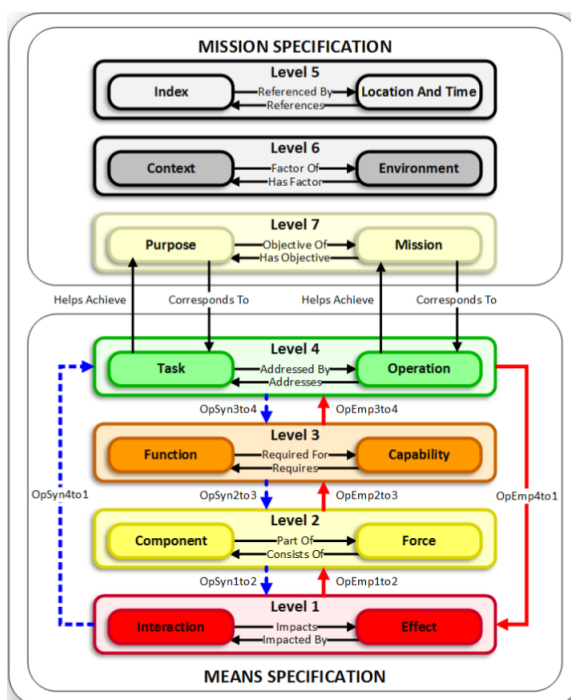 MISSION SPECIFICATION
Level 5
Index
Referenced By
References
Location And Time
Level 6
Context
Factor Of
Has Factor
Environment
Level 7
Purpose
Objective Of
Has Objective
Mission
Helps Achieve
Corresponds To
Helps Achieve
Corresponds To
Level 4
Task
Addressed By
Addresses
Operation
OpSyn3to4
OpEmp3to4
Level 3
Function
Required For
Requires
Capability
OpSyn4to1
OpSyn2to3
OpEmp2to3
OpEmp4to1
Level 2
Component
Part Of
Consists Of
Force
OpSyn1to2
OpEmp1to2
Level 1
Interaction
Impacts
Impacted By
Effect
MEANS SPECIFICATION